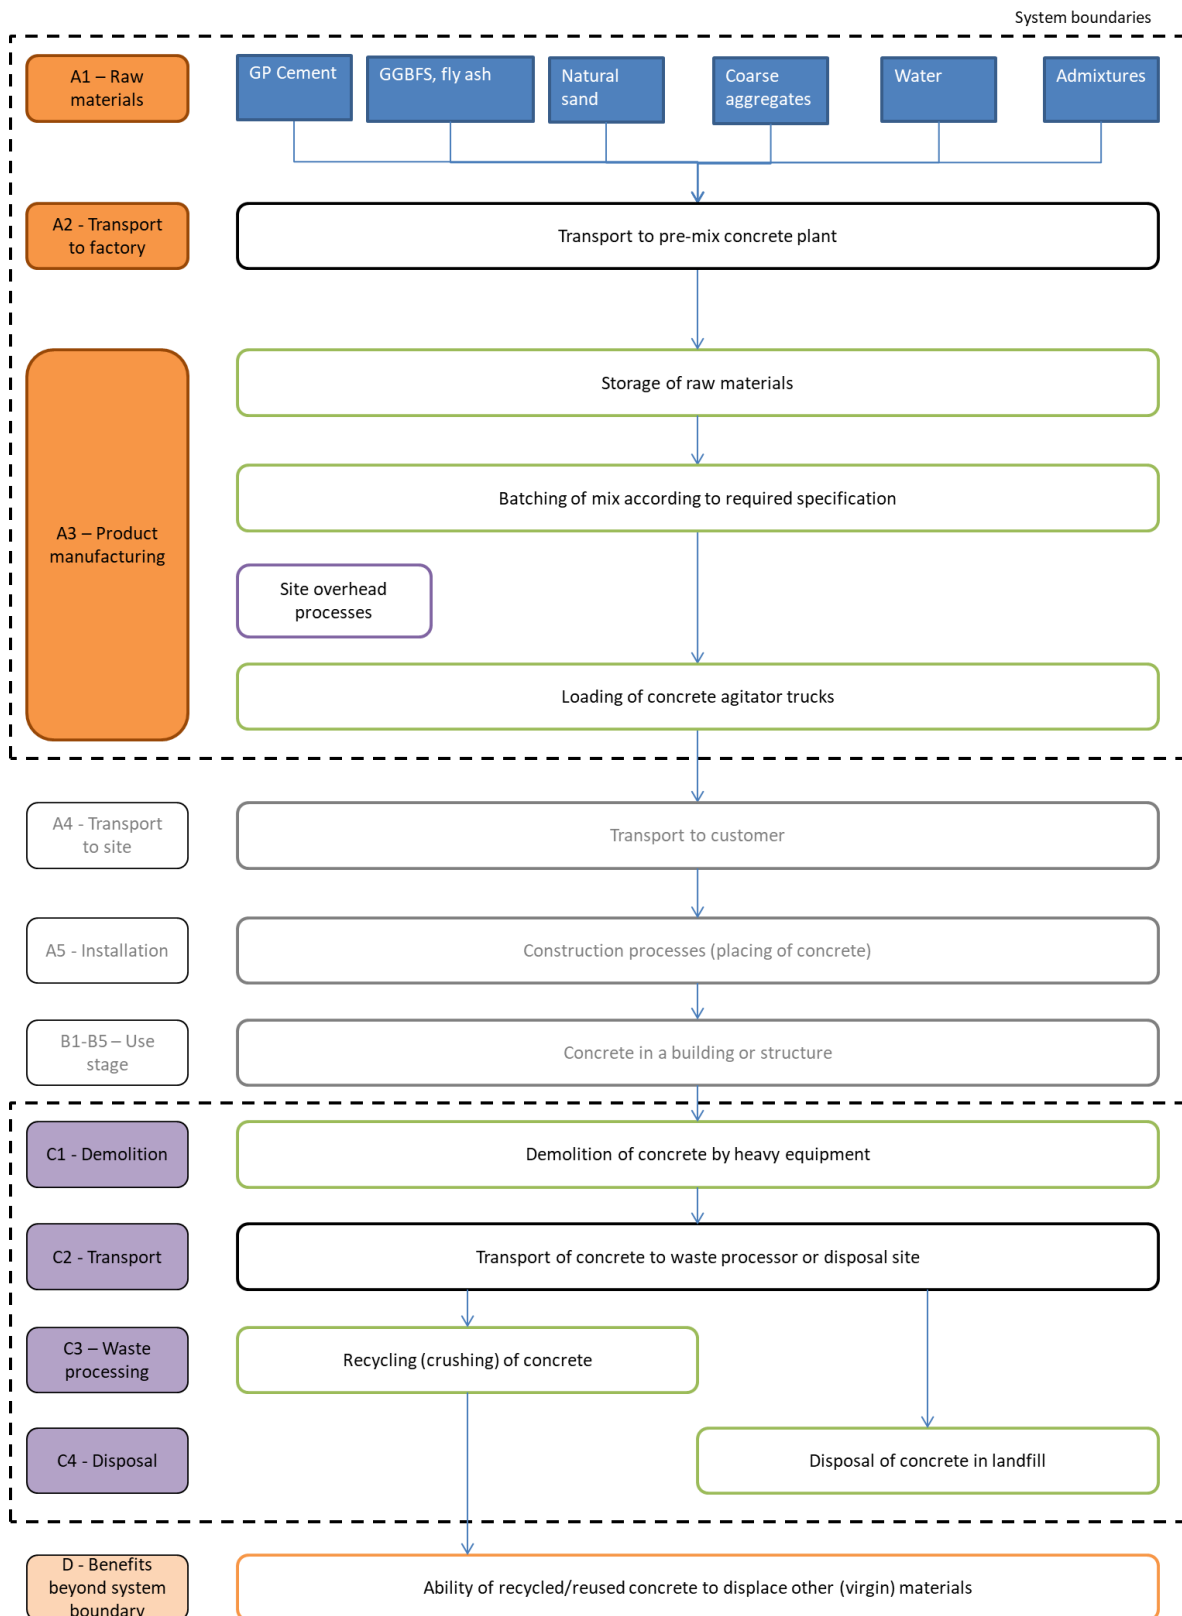 System boundaries
A1 – Raw
materials
GP Cement
GGBFS, fly ash
Natural
sand
Coarse
aggregates
Water
Admixtures
A2 - Transport
to factory
Transport to pre-mix concrete plant
A3 – Product
manufacturing
Storage of raw materials
Batching of mix according to required specification
Site overhead
processes
Loading of concrete agitator trucks
A4 - Transport
to site
Transport to customer
A5 - Installation
Construction processes (placing of concrete)
B1-B5 – Use
stage
Concrete in a building or structure
C1 - Demolition
Demolition of concrete by heavy equipment
C2 - Transport
Transport of concrete to waste processor or disposal site
C3 – Waste
processing
Recycling (crushing) of concrete
C4 - Disposal
Disposal of concrete in landfill
D - Benefits
beyond system
boundary
Ability of recycled/reused concrete to displace other (virgin) materials